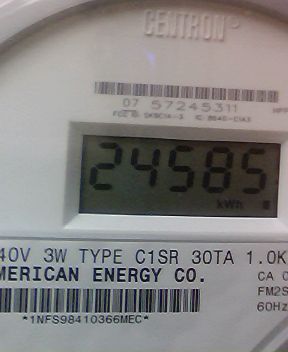 CENTRON®
07 57245311
24585
kWh
40V 3W TYPE C1SR 30TA 1.0K
MERICAN ENERGY CO.
CA 0
FM2S
60Hz
*1NFS98410366MEC*